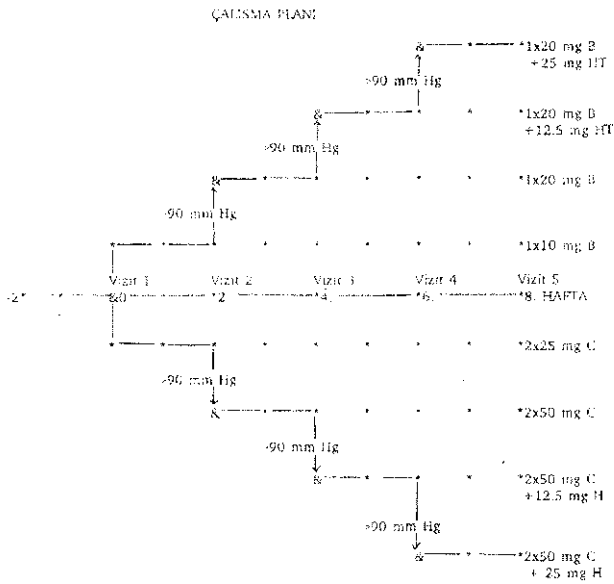 ÇALISMA PLANI
& * *1x20 mg B
+25 mg HT
>90 mm Hg
& * * * *1x20 mg B
+12.5 mg HT
>90 mm Hg
& * * * * * *1x20 mg B
>90 mm Hg
* * * * * * * * *1x10 mg B
Vizit 1 Vizit 2 Vizit 3 Vizit 4 Vizit 5
-2* * &0 *2. *4. *6. *8. HAFTA
* * * * * * * * *2x25 mg C
>90 mm Hg
& * * * * * *2x50 mg C
>90 mm Hg
& * * * *2x50 mg C
+12.5 mg H
>90 mm Hg
& * *2x50 mg C
+ 25 mg H